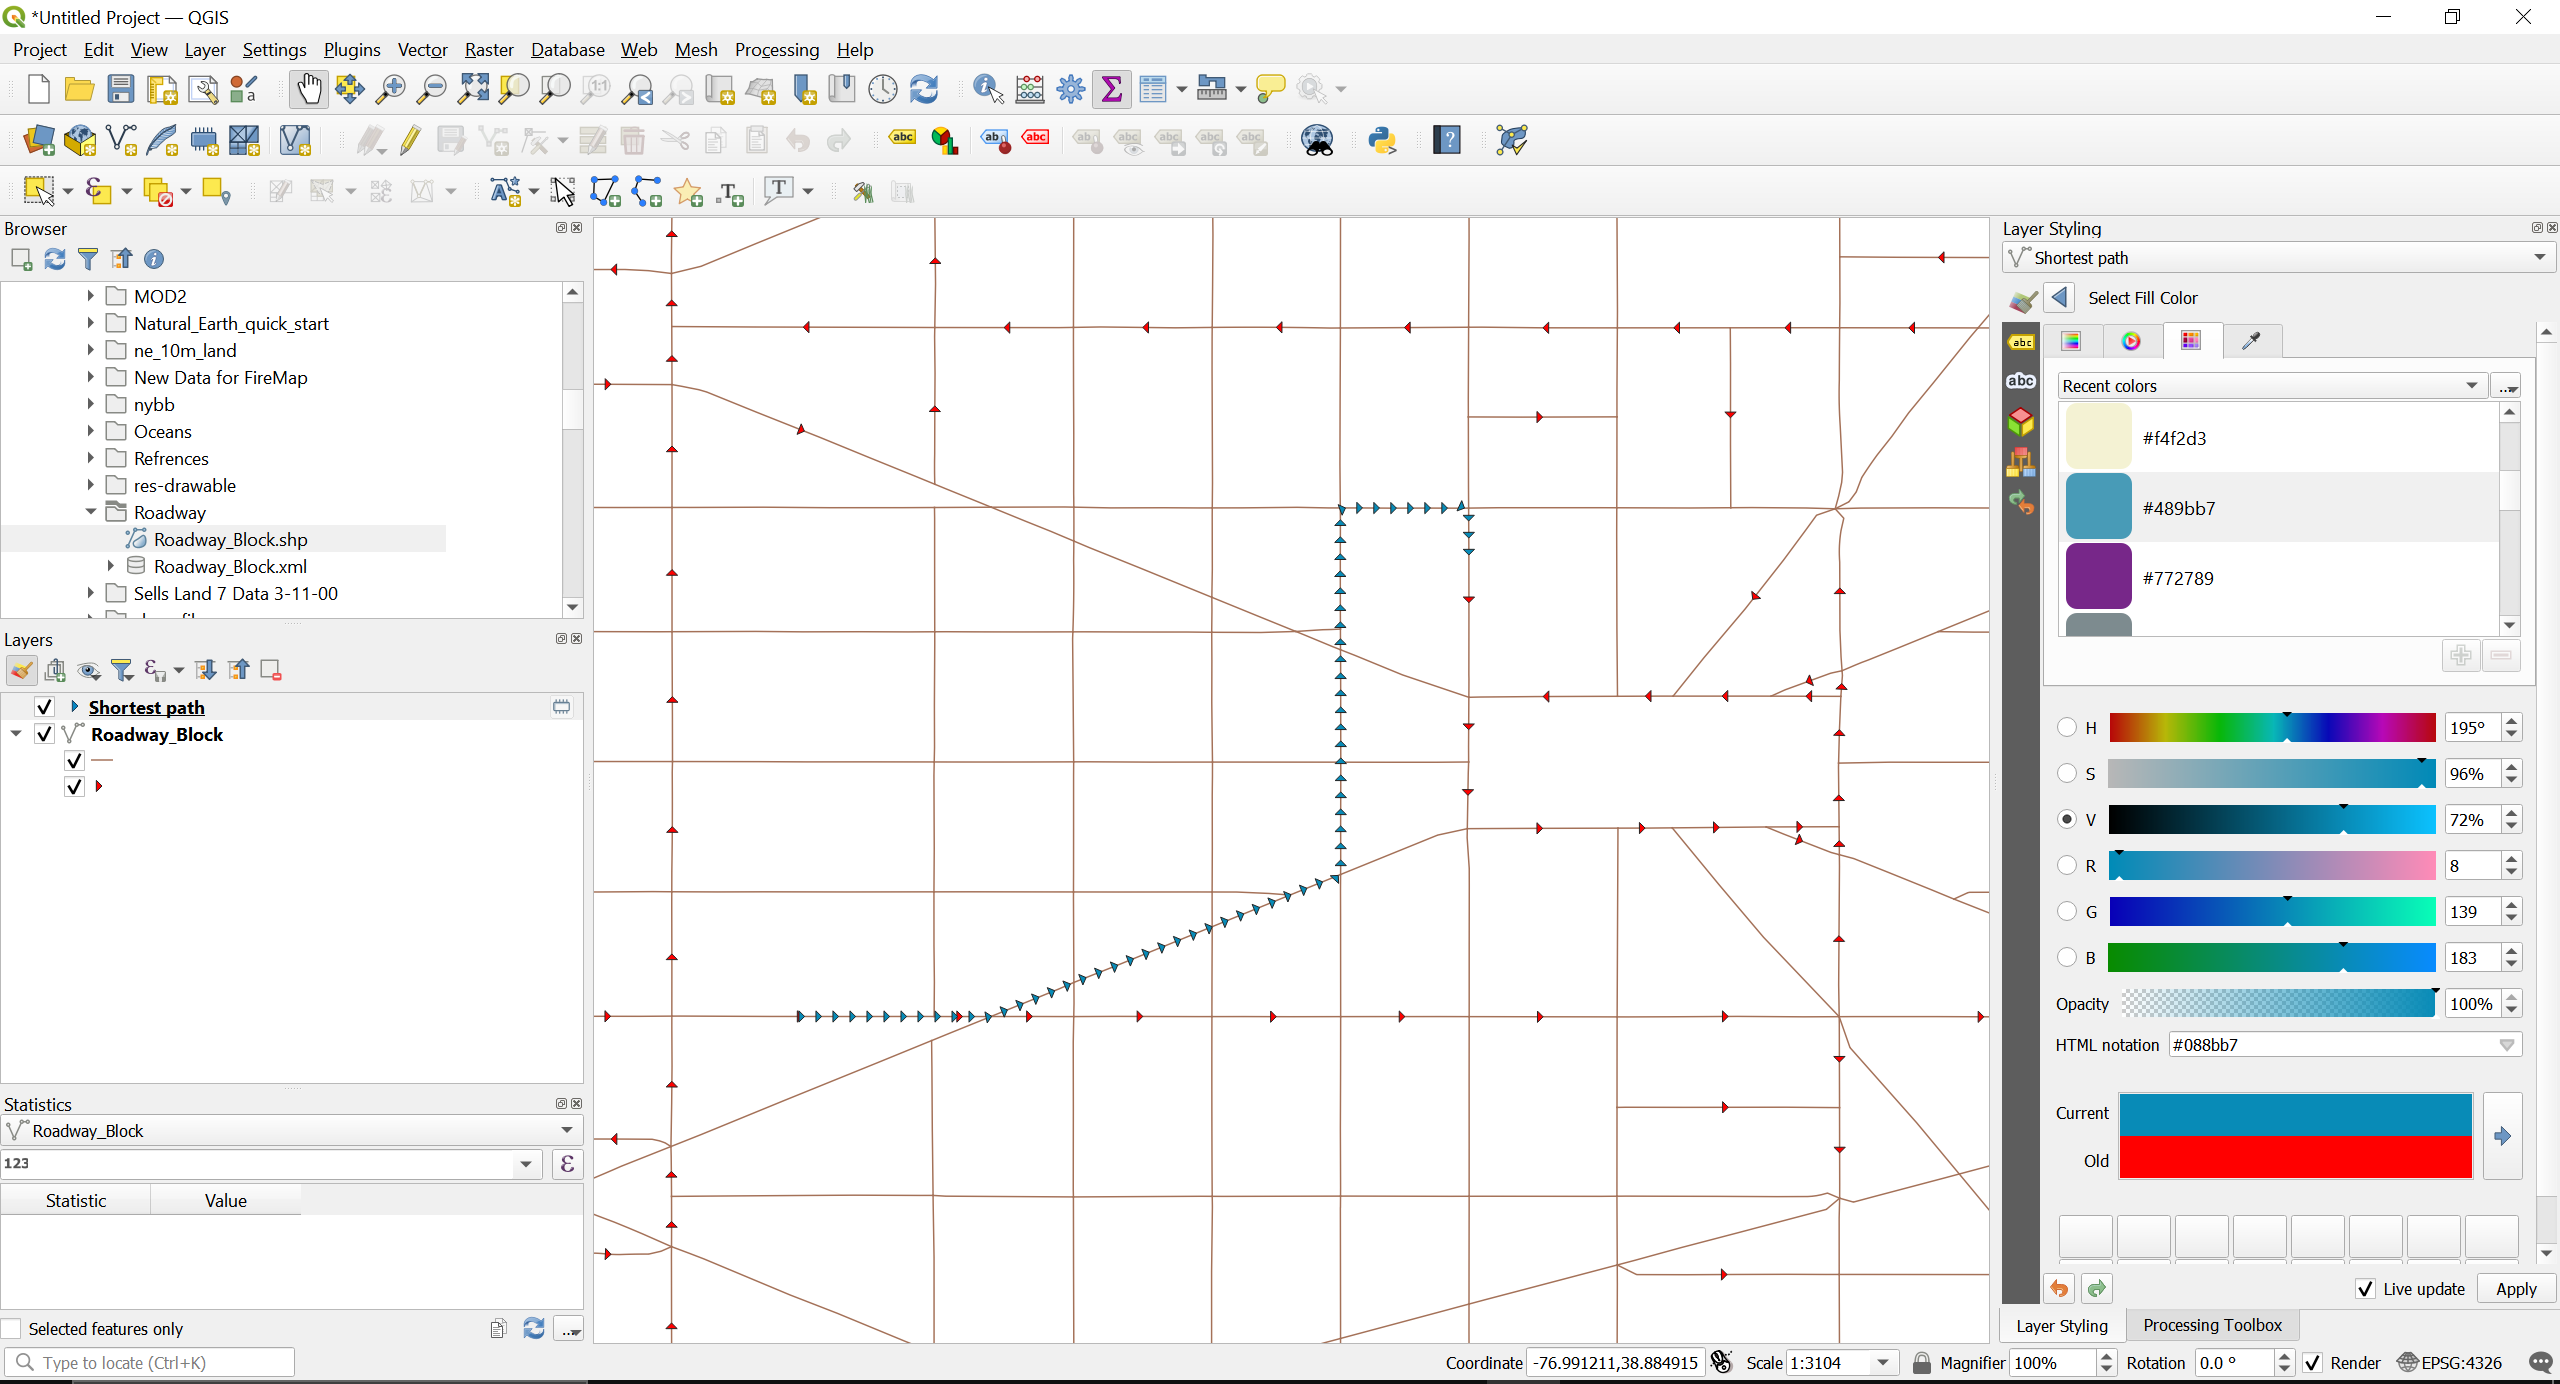 *Untitled Project — QGIS
Project Edit View Layer Settings Plugins Vector Raster Database Web Mesh Processing Help
Browser
MOD2
Natural_Earth_quick_start
ne_10m_land
New Data for FireMap
nybb
Oceans
Refrences
res-drawable
Roadway
Roadway_Block.shp
Roadway_Block.xml
Sells Land 7 Data 3-11-00
Layers
Shortest path
Roadway_Block
Statistics
Roadway_Block
123
ε
Statistic Value
Selected features only
Type to locate (Ctrl+K)
Layer Styling
Shortest path
Select Fill Color
abc
abc
Recent colors
#f4f2d3
#489bb7
#772789
H 195°
S 96%
V 72%
R 8
G 139
B 183
Opacity 100%
HTML notation #088bb7
Current
Old
Live update Apply
Layer Styling Processing Toolbox
Coordinate -76.991211,38.884915 Scale 1:3104 Magnifier 100% Rotation 0.0 ° Render EPSG:4326